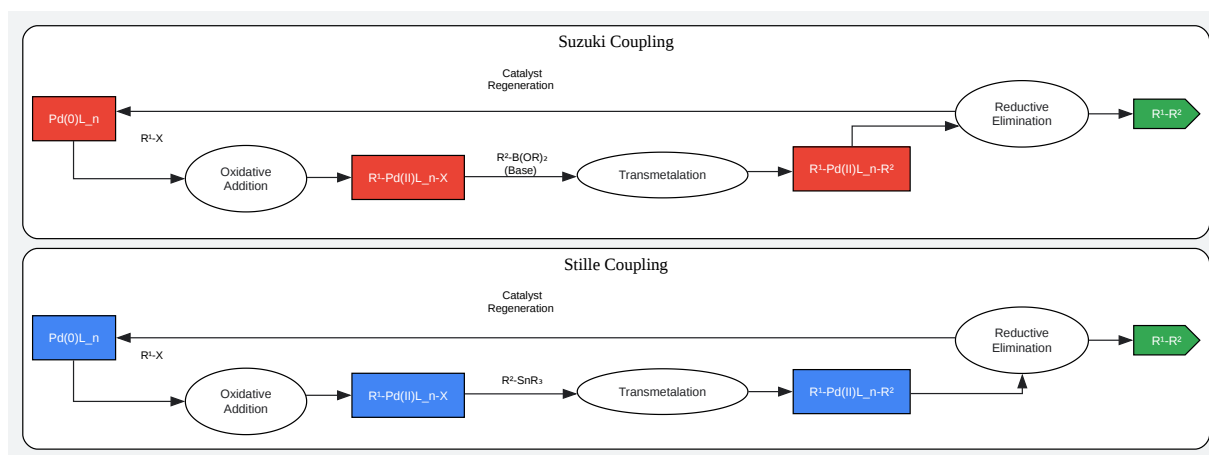 Suzuki Coupling
Catalyst
Regeneration
Pd(0)L_n
R¹-X
Oxidative
Addition
R¹-Pd(II)L_n-X
R²-B(OR)₂
(Base)
Transmetalation
R¹-Pd(II)L_n-R²
Reductive
Elimination
R¹-R²
Stille Coupling
Catalyst
Regeneration
Pd(0)L_n
R¹-X
Oxidative
Addition
R¹-Pd(II)L_n-X
R²-SnR₃
Transmetalation
R¹-Pd(II)L_n-R²
Reductive
Elimination
R¹-R²